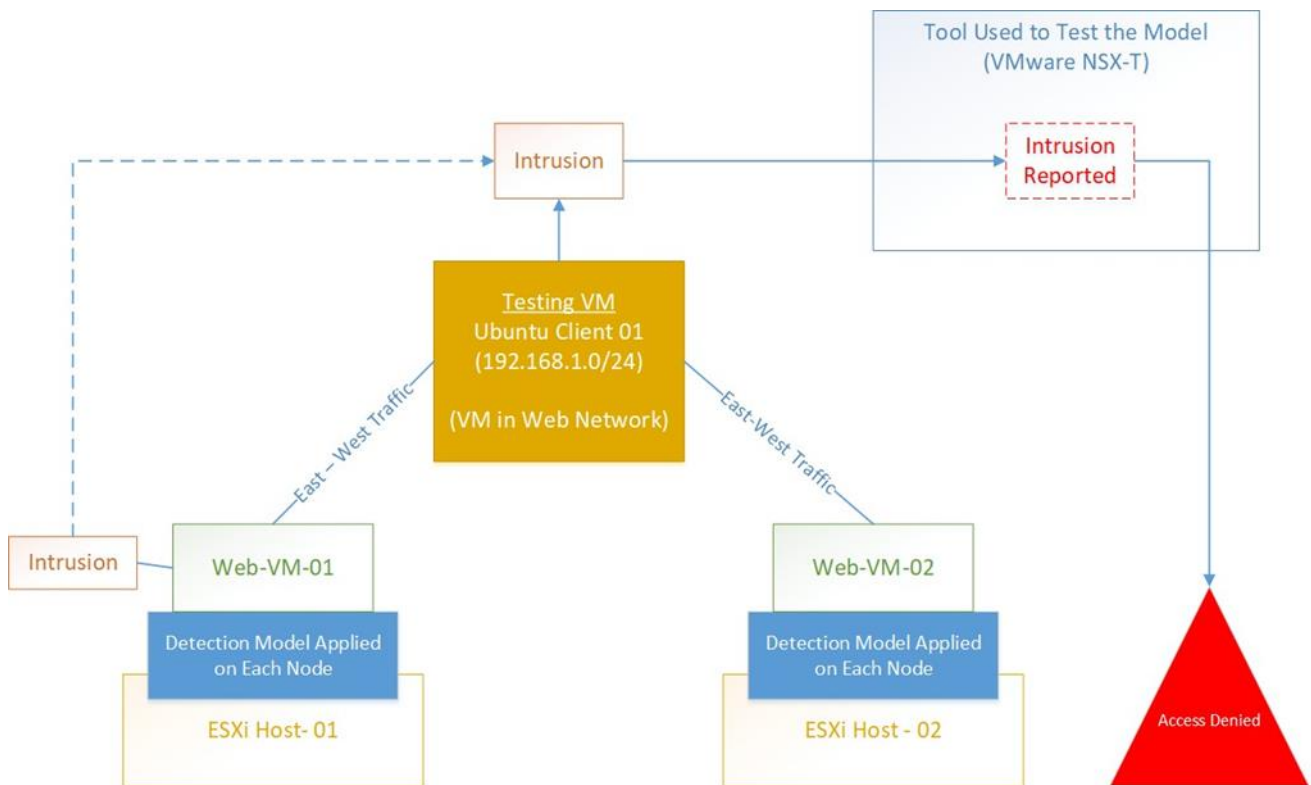 Tool Used to Test the Model
(VMware NSX-T)
Intrusion
Intrusion
Reported
Testing VM
Ubuntu Client 01
(192.168.1.0/24)
(VM in Web Network)
East – West Traffic
East-West Traffic
Intrusion
Web-VM-01
Web-VM-02
Detection Model Applied
on Each Node
Detection Model Applied
on Each Node
ESXi Host- 01
ESXi Host - 02
Access Denied